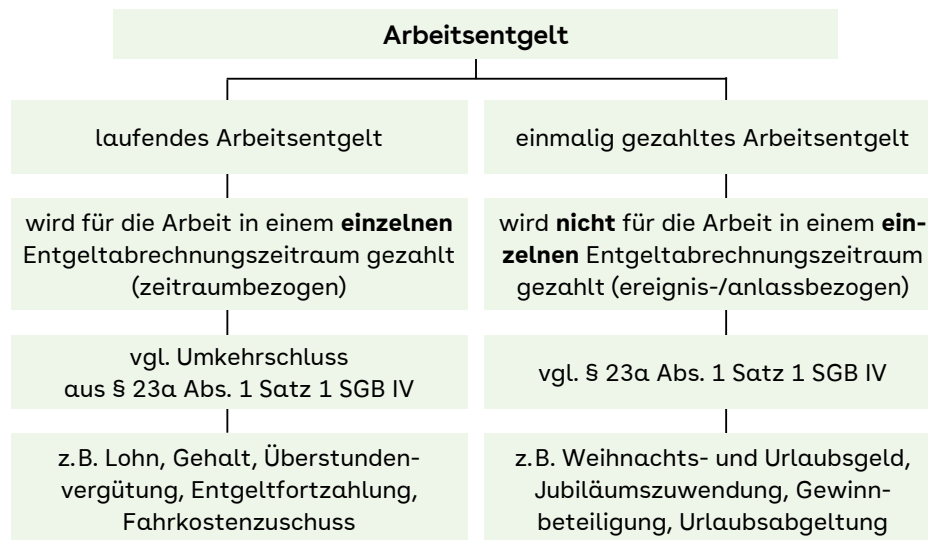 Arbeitsentgelt
laufendes Arbeitsentgelt
wird für die Arbeit in einem einzelnen
Entgeltabrechnungszeitraum gezahlt
(zeitraumbezogen)
vgl. Umkehrschluss
aus § 23a Abs. 1 Satz 1 SGB IV
z.B. Lohn, Gehalt, Überstunden-
vergütung, Entgeltfortzahlung,
Fahrkostenzuschuss
einmalig gezahltes Arbeitsentgelt
wird nicht für die Arbeit in einem ein-
zelnen Entgeltabrechnungszeitraum
gezahlt (ereignis-/anlassbezogen)
vgl. § 23a Abs. 1 Satz 1 SGB IV
z.B. Weihnachts- und Urlaubsgeld,
Jubiläumszuwendung, Gewinn-
beteiligung, Urlaubsabgeltung